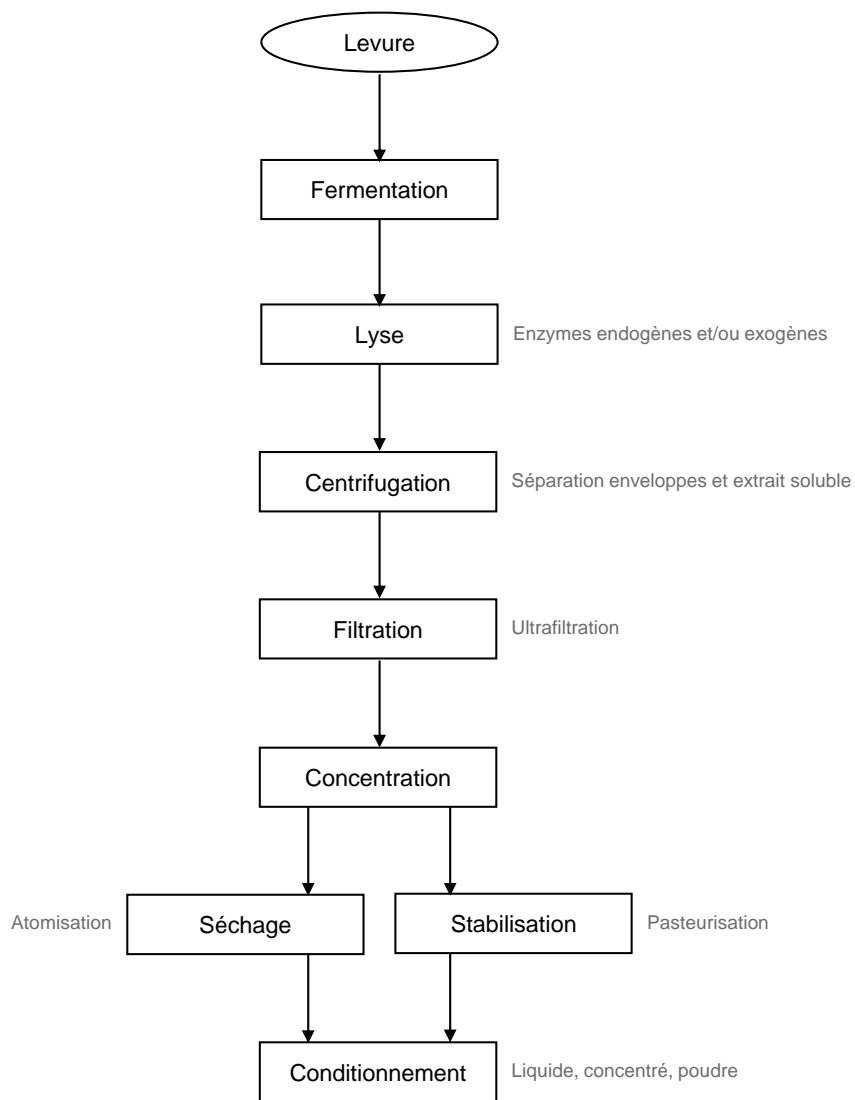 Levure
Fermentation
Lyse
Enzymes endogènes et/ou exogènes
Centrifugation
Séparation enveloppes et extrait soluble
Filtration
Ultrafiltration
Concentration
Atomisation
Séchage
Stabilisation
Pasteurisation
Conditionnement
Liquide, concentré, poudre